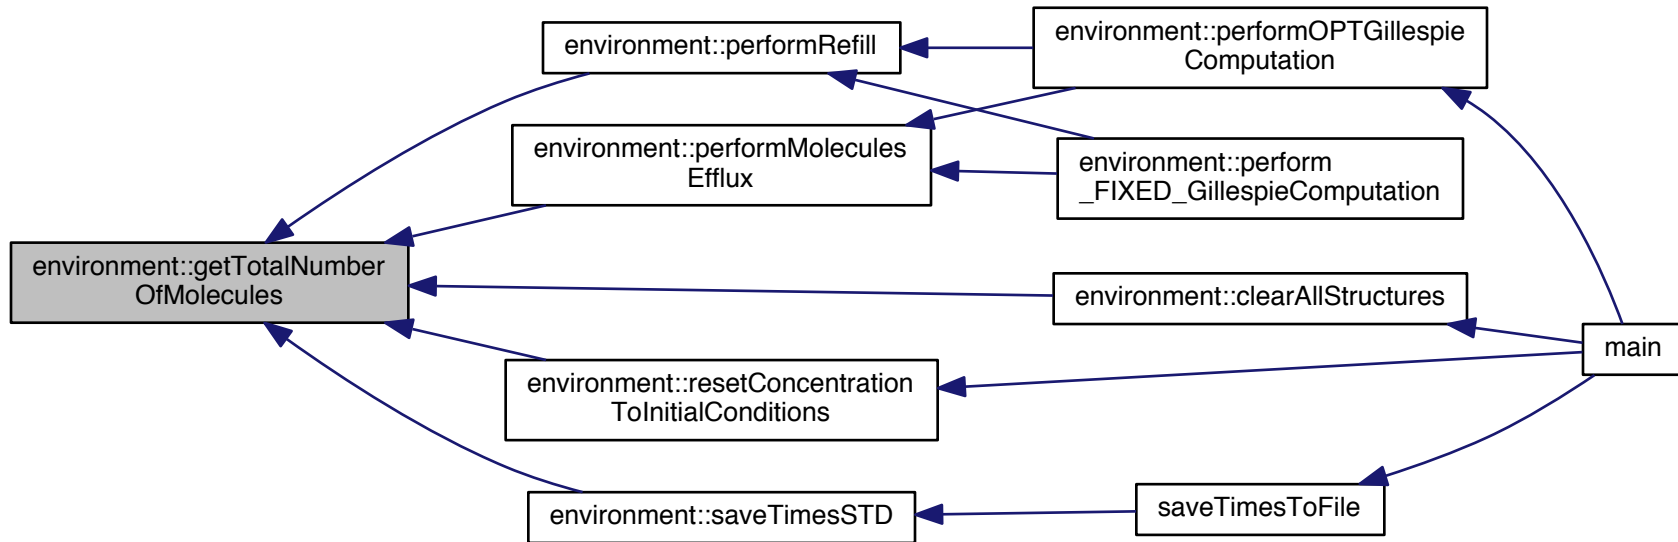 environment::performRefill
environment::performOPTGillespie
Computation
environment::performMolecules
Efflux
environment::perform
_FIXED_GillespieComputation
environment::getTotalNumber
OfMolecules
environment::clearAllStructures
main
environment::resetConcentration
ToInitialConditions
environment::saveTimesSTD
saveTimesToFile